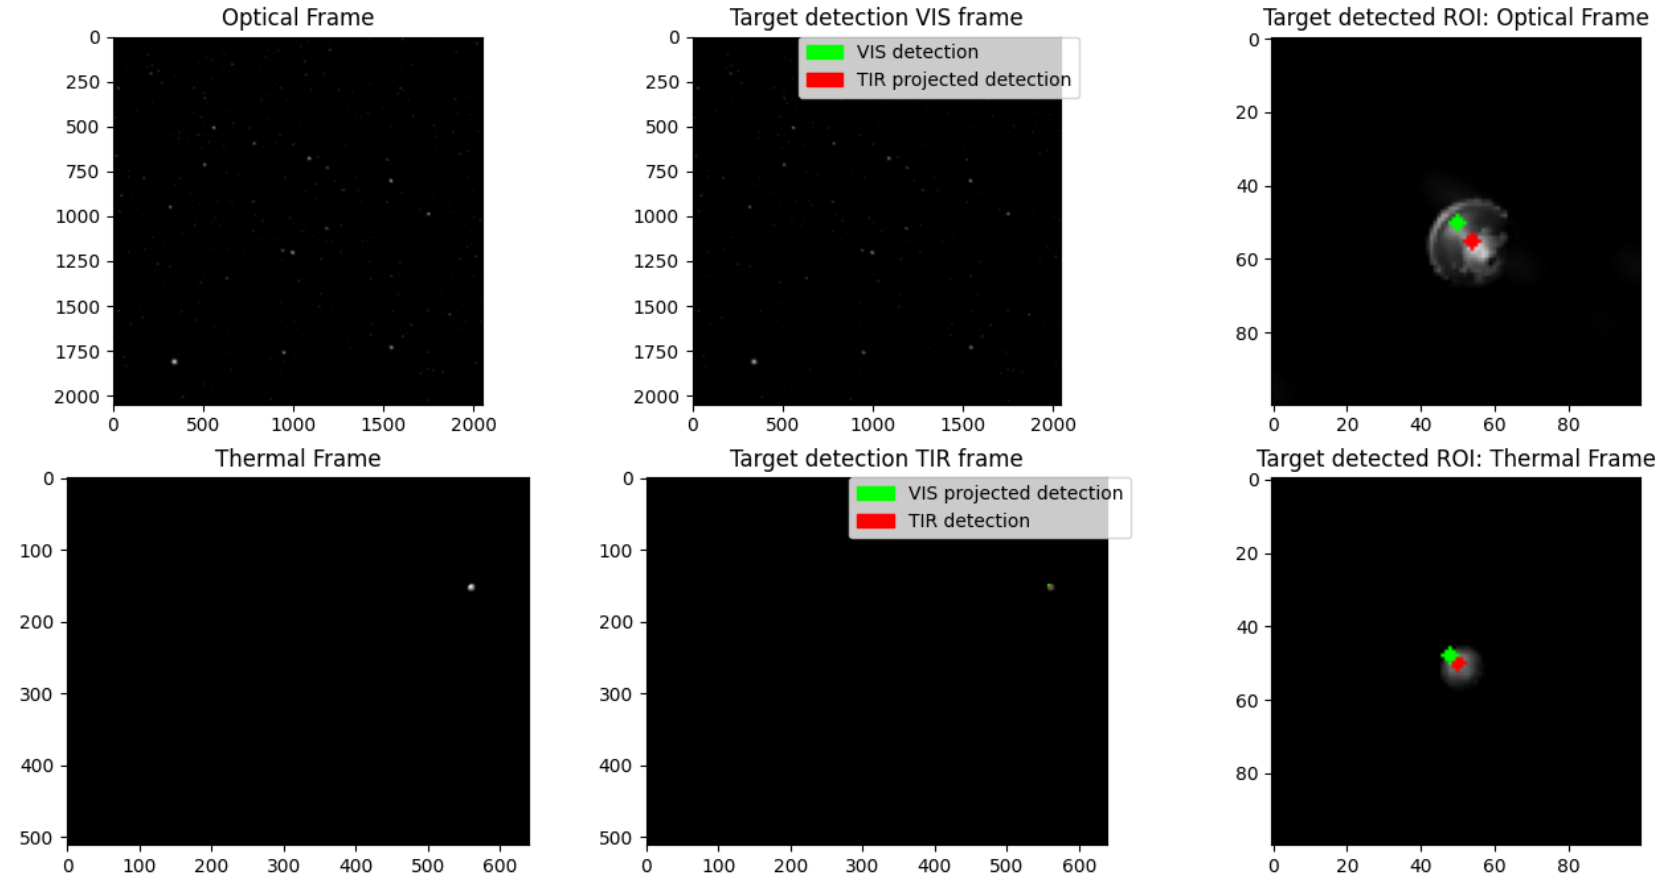 Optical Frame
0
250
500
750
1000
1250
1500
1750
2000
0 500 1000 1500 2000
Target detection VIS frame
VIS detection
TIR projected detection
0
250
500
750
1000
1250
1500
1750
2000
0 500 1000 1500 2000
Target detected ROI: Optical Frame
0
20
40
60
80
0 20 40 60 80
Thermal Frame
0
100
200
300
400
500
0 100 200 300 400 500 600
Target detection TIR frame
VIS projected detection
TIR detection
0
100
200
300
400
500
0 100 200 300 400 500 600
Target detected ROI: Thermal Frame
0
20
40
60
80
0 20 40 60 80